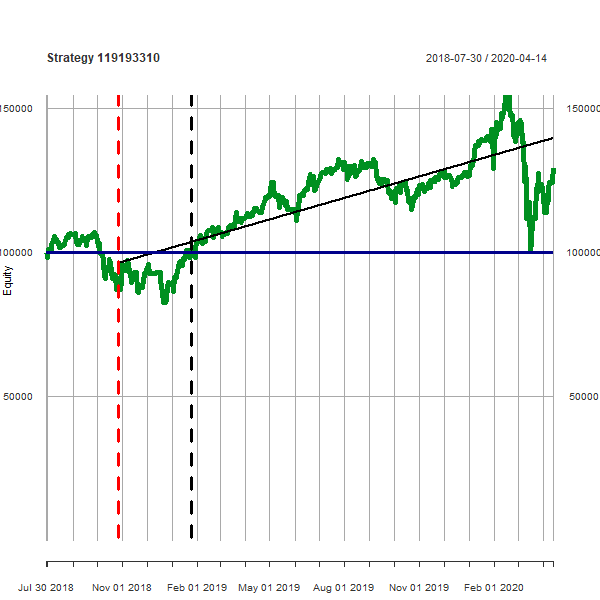 Strategy 119193310 2018-07-30 / 2020-04-14
150000 150000
100000 100000
Equity
50000 50000
Jul 30 2018 Nov 01 2018 Feb 01 2019 May 01 2019 Aug 01 2019 Nov 01 2019 Feb 01 2020